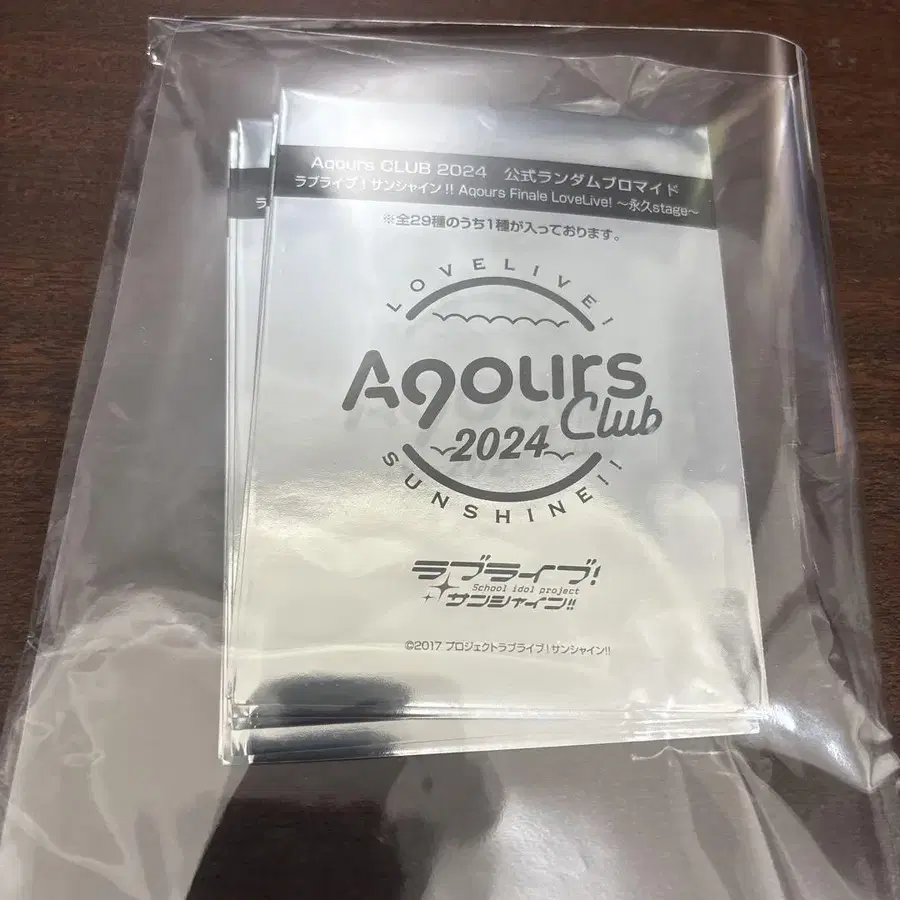 Aqours CLUB 2024 公式ランダムブロマイド
ラブライブ!サンシャイン!! Aqours Finale LoveLive! ~永久stage~
ラ
※全29種のうち1種が入っております。
LOVELIVE!
Aqours
Club
2024
SUNSHINE!!
ラブライブ!
School idol project
サンシャイン!!
©2017 プロジェクトラブライブ!サンシャイン!!